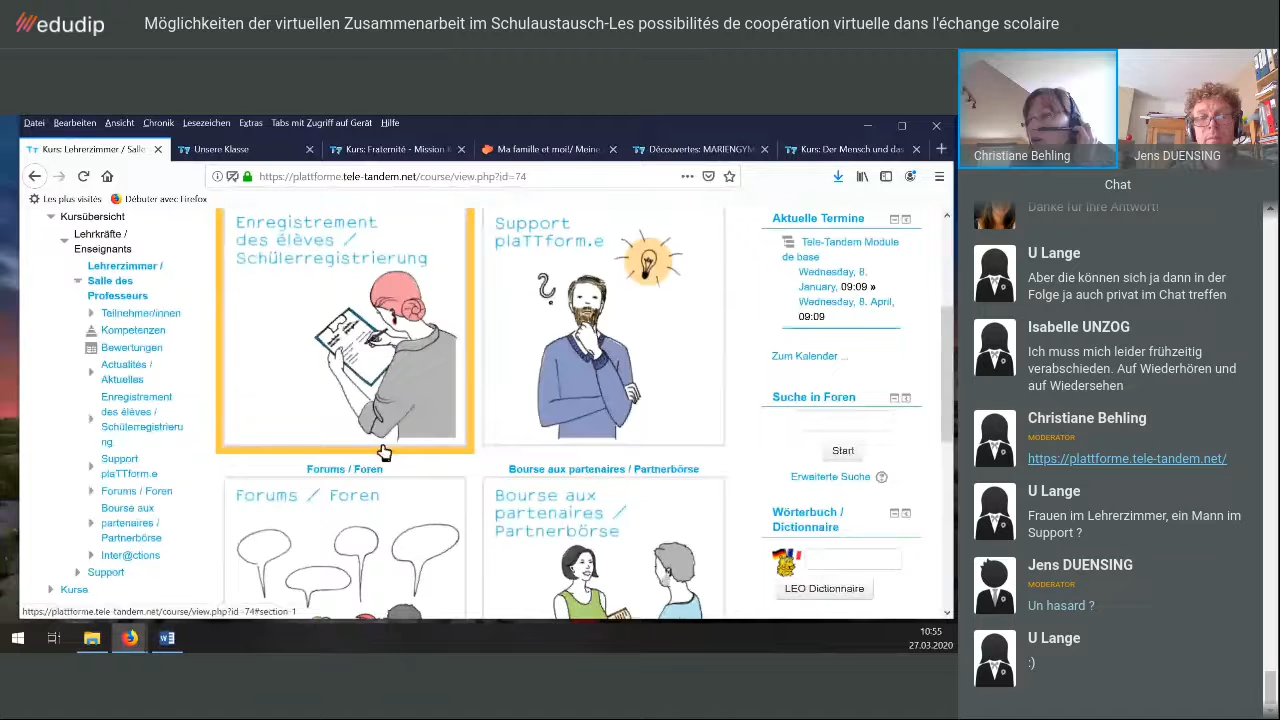 edudip
Möglichkeiten der virtuellen Zusammenarbeit im Schulaustausch-Les possibilités de coopération virtuelle dans l'échange scolaire
Datei Bearbeiten Ansicht Chronik Lesezeichen Extras Tabs mit Zugriff auf Gerät Hilfe
Kurs: Lehrerzimmer / Salle
Unsere Klasse
Kurs: Fraternité - Mission K
Ma famille et moi!/ Meine
Découvertes: MARIENGYM
Kurs: Der Mensch und das
https://plattforme.tele-tandem.net/course/view.php?id=74
Les plus visités
Débuter avec Firefox
Kursübersicht
Lehrkräfte /
Enseignants
Lehrerzimmer /
Salle des
Professeurs
Teilnehmer/innen
Kompetenzen
Bewertungen
Actualités /
Aktuelles
Enregistrement
des élèves /
Schülerregistrieru
ng
Support
plaTTform.e
Forums / Foren
Bourse aux
partenaires /
Partnerbörse
Inter@ctions
Support
Kurse
https://plattforme.tele-tandem.net/course/view.php?id=74#section-1
Enregistrement
des élèves /
Schülerregistrierung
Support
plaTTform.e
Forums / Foren
Bourse aux partenaires / Partnerbörse
Forums / Foren
Bourse aux
partenaires /
Partnerbörse
Aktuelle Termine
Tele-Tandem Module
de base
Wednesday, 8.
January, 09:09 »
Wednesday, 8. April,
09:09
Zum Kalender ...
Suche in Foren
Start
Erweiterte Suche
Wörterbuch /
Dictionnaire
LEO Dictionnaire
10:55
27.03.2020
Christiane Behling
Jens DUENSING
Chat
Danke für Ihre Antwort!
U Lange
Aber die können sich ja dann in der
Folge ja auch privat im Chat treffen
Isabelle UNZOG
Ich muss mich leider frühzeitig
verabschieden. Auf Wiederhören und
auf Wiedersehen
Christiane Behling
MODERATOR
https://plattforme.tele-tandem.net/
U Lange
Frauen im Lehrerzimmer, ein Mann im
Support ?
Jens DUENSING
MODERATOR
Un hasard ?
U Lange
:)